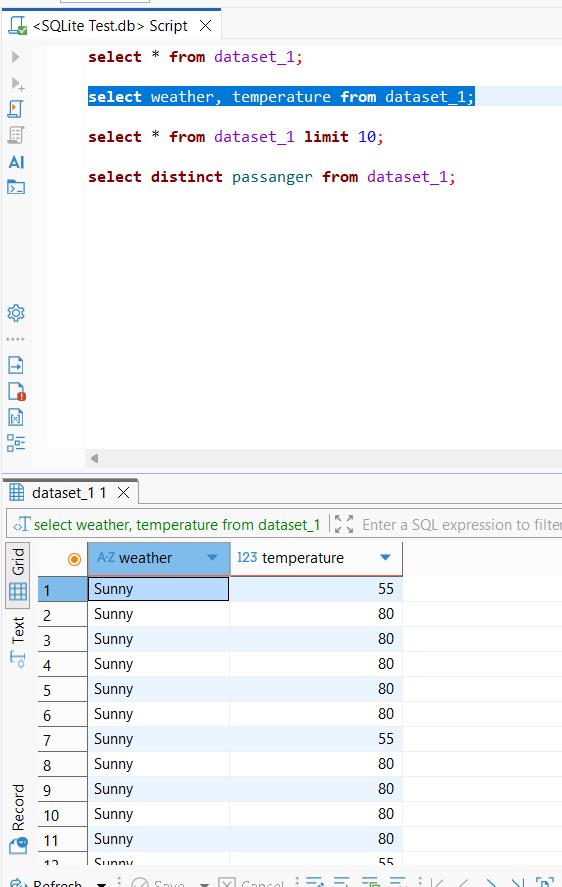 <SQLite Test.db> Script
select * from dataset_1;
select weather, temperature from dataset_1;
select * from dataset_1 limit 10;
AI
select distinct passanger from dataset_1;
dataset_1 1
select weather, temperature from dataset_1 Enter a SQL expression to filter
Grid
A-Z weather 123 temperature
1 Sunny 55
2 Sunny 80
Text
3 Sunny 80
4 Sunny 80
5 Sunny 80
6 Sunny 80
7 Sunny 55
8 Sunny 80
9 Sunny 80
Record
10 Sunny 80
11 Sunny 80
12 Sunny 55
Refresh Save Cancel